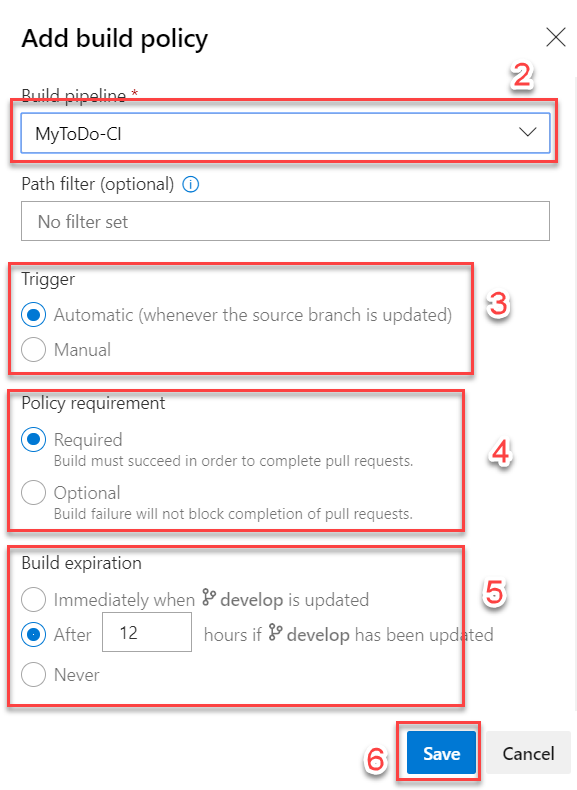 Add build policy
2
Build pipeline *
MyToDo-CI
Path filter (optional)
No filter set
Trigger
3
Automatic (whenever the source branch is updated)
Manual
Policy requirement
Required
4
Build must succeed in order to complete pull requests.
Optional
Build failure will not block completion of pull requests.
Build expiration
5
Immediately when develop is updated
After 12 hours if develop has been updated
Never
6 Save Cancel